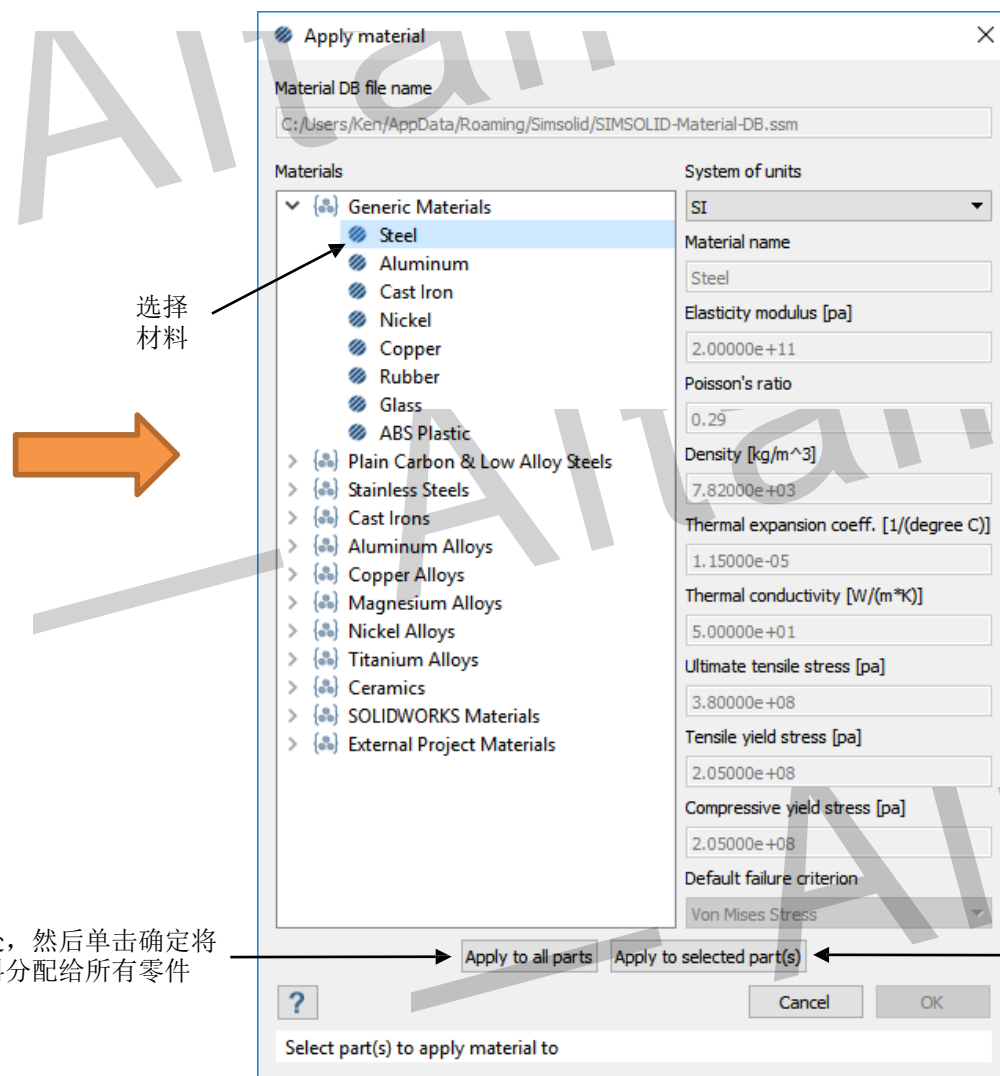 Apply material
Material DB file name
C:/Users/Ken/AppData/Roaming/Simsolid/SIMSOLID-Material-DB.ssm
Materials
Generic Materials
Steel
Aluminum
Cast Iron
Nickel
Copper
Rubber
Glass
ABS Plastic
Plain Carbon & Low Alloy Steels
Stainless Steels
Cast Irons
Aluminum Alloys
Copper Alloys
Magnesium Alloys
Nickel Alloys
Titanium Alloys
Ceramics
SOLIDWORKS Materials
External Project Materials
选择
材料
System of units
SI
Material name
Steel
Elasticity modulus [pa]
2.00000e+11
Poisson's ratio
0.29
Density [kg/m^3]
7.82000e+03
Thermal expansion coeff. [1/(degree C)]
1.15000e-05
Thermal conductivity [W/(m*K)]
5.00000e+01
Ultimate tensile stress [pa]
3.80000e+08
Tensile yield stress [pa]
2.05000e+08
Compressive yield stress [pa]
2.05000e+08
Default failure criterion
Von Mises Stress
，然后单击确定将
分配给所有零件
Apply to all parts
Apply to selected part(s)
?
Cancel
OK
Select part(s) to apply material to